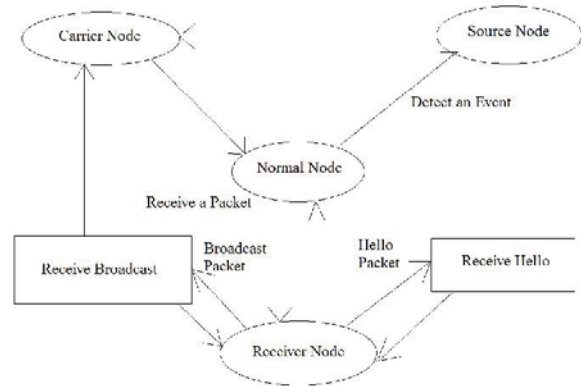 Carrier Node
Source Node
Detect an Event
Normal Node
Receive a Packet
Receive Broadcast
Broadcast
Packet
Hello
Packet
Receive Hello
Receiver Node